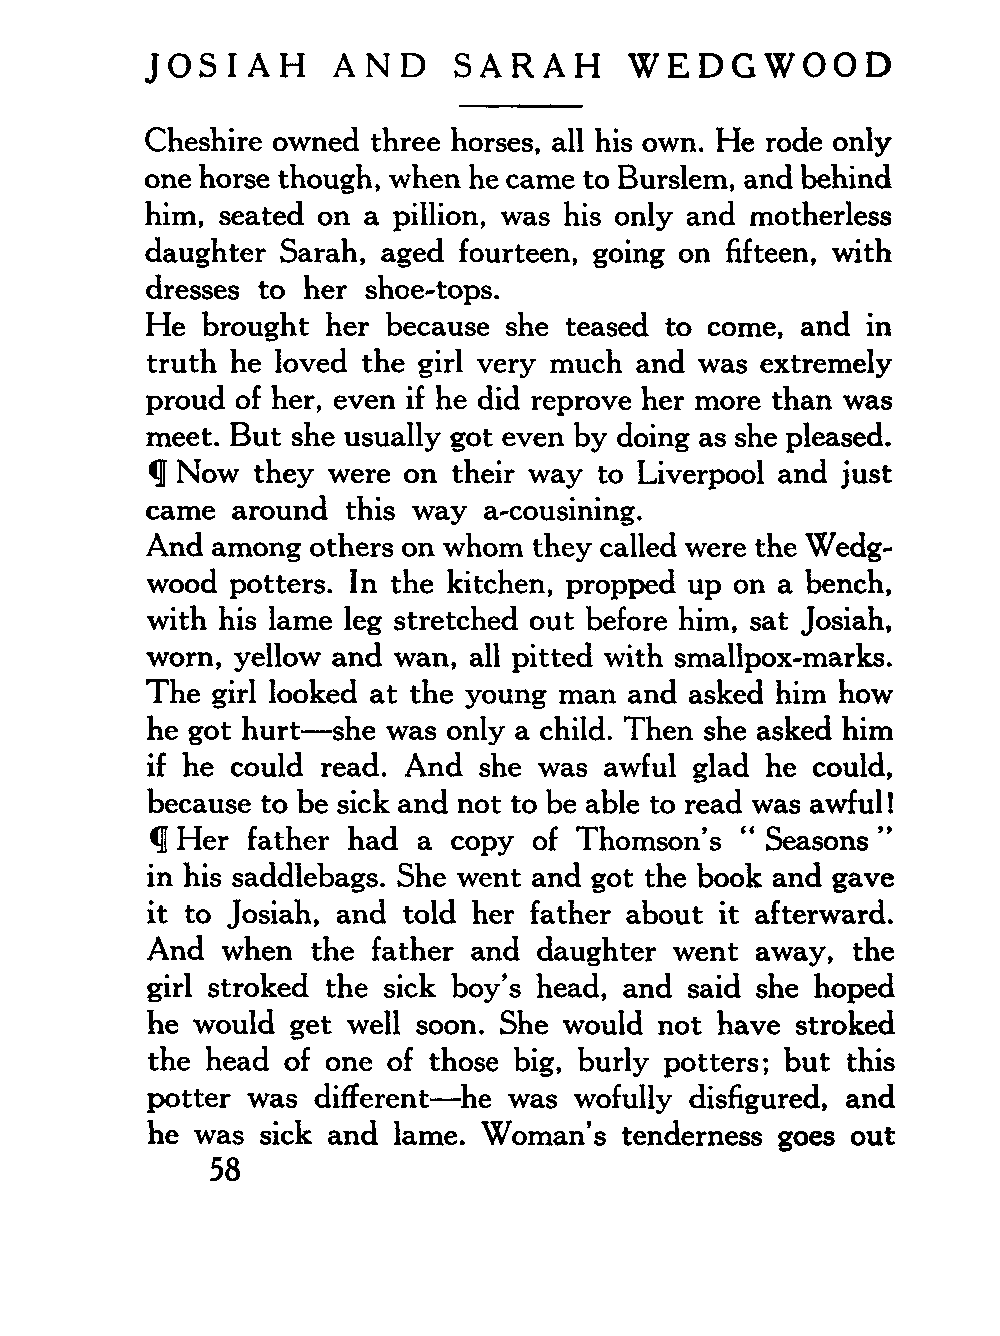 JOSIAH AND SARAH WEDGWOOD
Cheshire owned three horses, all his own. He rode only
one horse though, when he came to Burslem, and behind
him, seated on a pillion, was his only and motherless
daughter Sarah, aged fourteen, going on fifteen, with
dresses to her shoe-tops.
He brought her because she teased to come, and in
truth he loved the girl very much and was extremely
proud of her, even if he did reprove her more than was
meet. But she usually got even by doing as she pleased.
¶ Now they were on their way to Liverpool and just
came around this way a-cousining.
And among others on whom they called were the Wedg-
wood potters. In the kitchen, propped up on a bench,
with his lame leg stretched out before him, sat Josiah,
worn, yellow and wan, all pitted with smallpox-marks.
The girl looked at the young man and asked him how
he got hurt—she was only a child. Then she asked him
if he could read. And she was awful glad he could,
because to be sick and not to be able to read was awful!
¶ Her father had a copy of Thomson's “ Seasons ”
in his saddlebags. She went and got the book and gave
it to Josiah, and told her father about it afterward.
And when the father and daughter went away, the
girl stroked the sick boy's head, and said she hoped
he would get well soon. She would not have stroked
the head of one of those big, burly potters; but this
potter was different—he was wofully disfigured, and
he was sick and lame. Woman's tenderness goes out
58